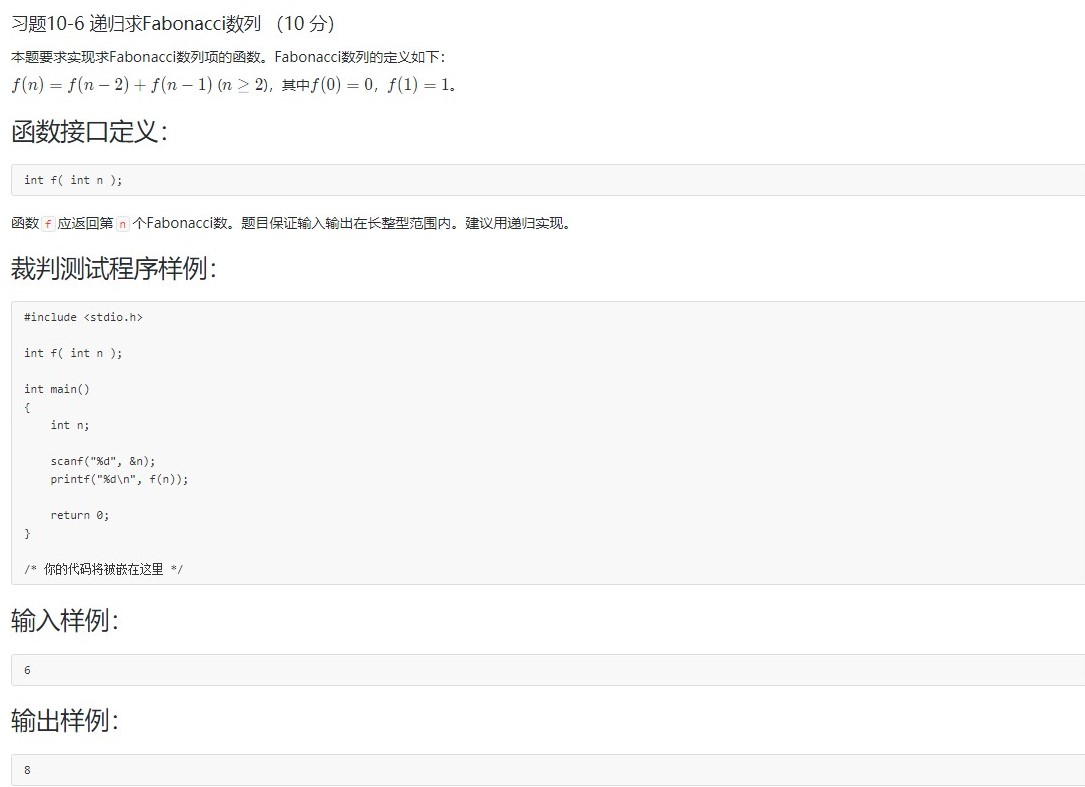 习题10-6 递归求Fabonacci数列 （10 分）
本题要求实现求Fabonacci数列项的函数。Fabonacci数列的定义如下：
f(n) = f(n − 2) + f(n − 1) (n ≥ 2)，其中f(0) = 0，f(1) = 1。
函数接口定义：
int f( int n );
函数 f 应返回第 n 个Fabonacci数。题目保证输入输出在长整型范围内。建议用递归实现。
裁判测试程序样例：
#include <stdio.h>
int f( int n );
int main()
{
    int n;
    scanf("%d", &n);
    printf("%d\n", f(n));
    return 0;
}
/* 你的代码将被嵌在这里 */
输入样例：
6
输出样例：
8